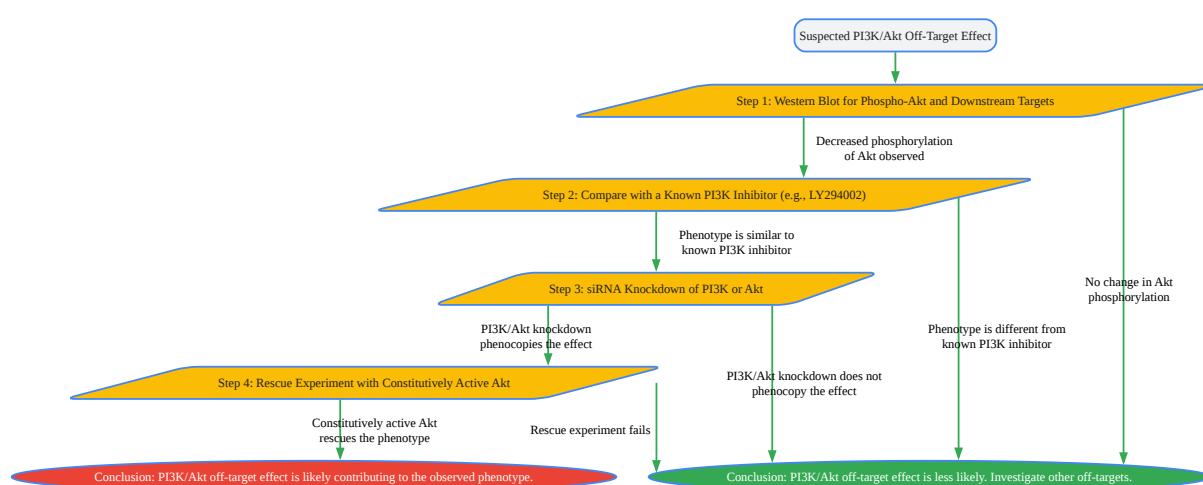 Suspected PI3K/Akt Off-Target Effect
Step 1: Western Blot for Phospho-Akt and Downstream Targets
Decreased phosphorylation
of Akt observed
Step 2: Compare with a Known PI3K Inhibitor (e.g., LY294002)
Phenotype is similar to
known PI3K inhibitor
Step 3: siRNA Knockdown of PI3K or Akt
No change in Akt
phosphorylation
PI3K/Akt knockdown
phenocopies the effect
Phenotype is different from
known PI3K inhibitor
Step 4: Rescue Experiment with Constitutively Active Akt
PI3K/Akt knockdown does not
phenocopy the effect
Constitutively active Akt
rescues the phenotype
Rescue experiment fails
Conclusion: PI3K/Akt off-target effect is likely contributing to the observed phenotype.
Conclusion: PI3K/Akt off-target effect is less likely. Investigate other off-targets.